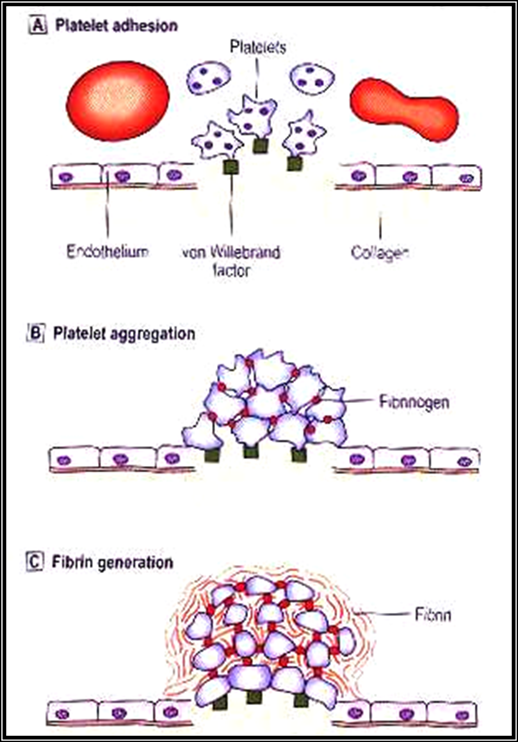 A Platelet adhesion
Platelets
Endothelium
von Willebrand
factor
Collagen
B Platelet aggregation
Fibrinogen
C Fibrin generation
Fibrin